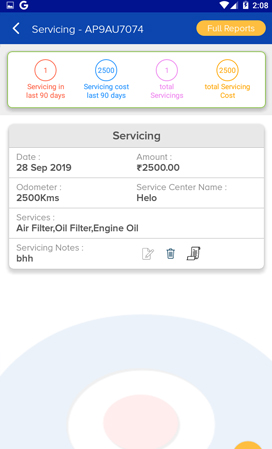 G 2:08
Servicing - AP9AU7074 Full Reports
1 2500 1 2500
Servicing in last 90 days
Servicing cost last 90 days
total Servicings
total Servicing Cost
Servicing
Date : Amount :
28 Sep 2019 ₹2500.00
Odometer : Service Center Name :
2500Kms Helo
Services :
Air Filter,Oil Filter,Engine Oil
Servicing Notes :
bhh